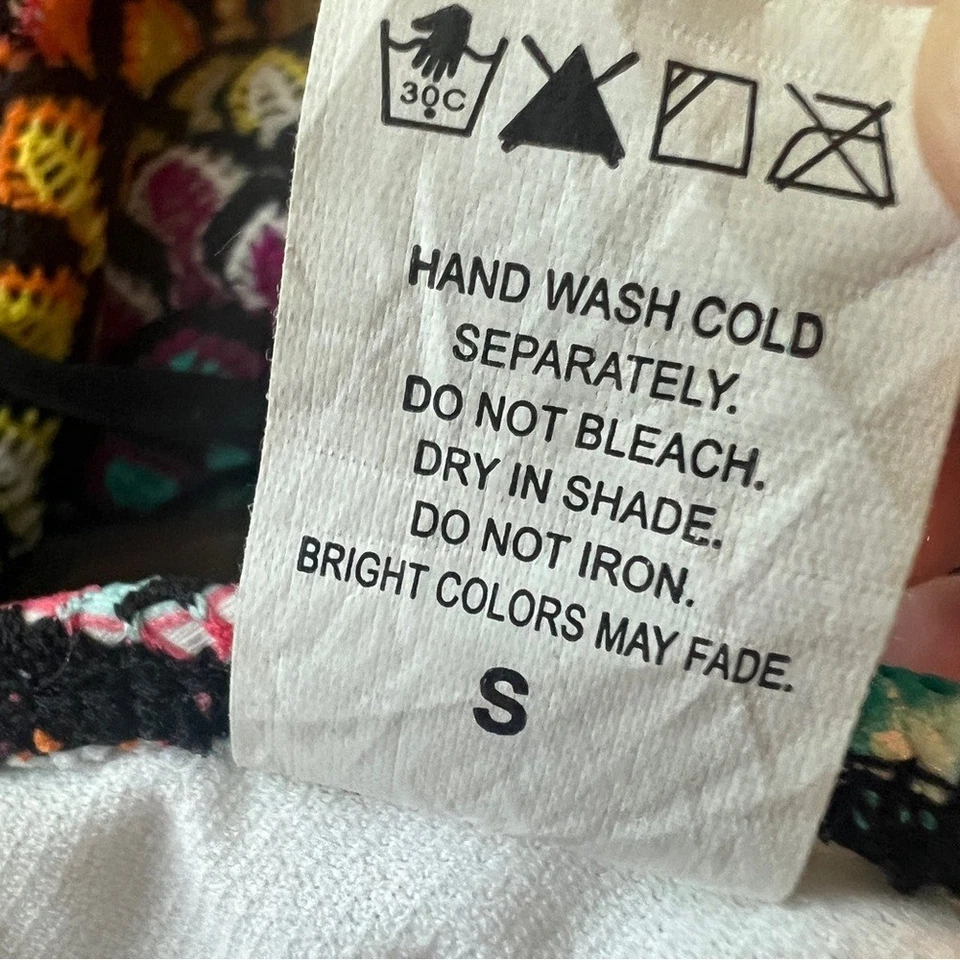 30C
HAND WASH COLD
SEPARATELY.
DO NOT BLEACH.
DRY IN SHADE.
DO NOT IRON.
BRIGHT COLORS MAY FADE.
S